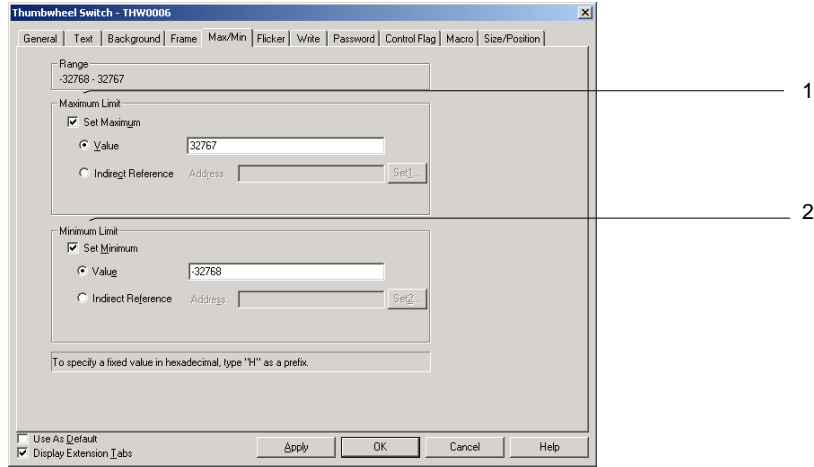 Thumbwheel Switch - THW0006
General Text Background Frame Max/Min Flicker Write Password Control Flag Macro Size/Position
Range
-32768 - 32767
1
Maximum Limit
Set Maximum
Value 32767
Indirect Reference Address Set1...
2
Minimum Limit
Set Minimum
Value -32768
Indirect Reference Address Set2...
To specify a fixed value in hexadecimal, type "H" as a prefix.
Use As Default
Display Extension Tabs
Apply OK Cancel Help